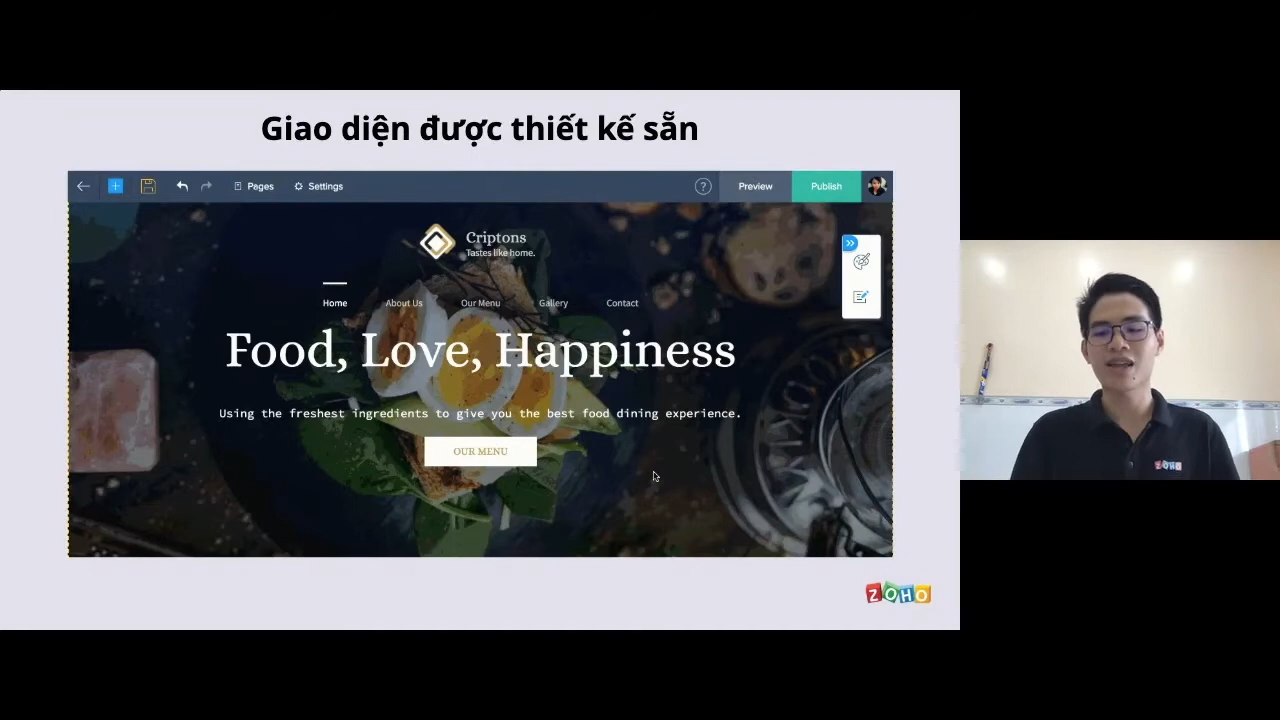 Giao diện được thiết kế sẵn
Pages
Settings
?
Preview
Publish
Criptons
Tastes like home.
Home
About Us
Our Menu
Gallery
Contact
Food, Love, Happiness
Using the freshest ingredients to give you the best food dining experience.
OUR MENU
ZOHO
ZOHO